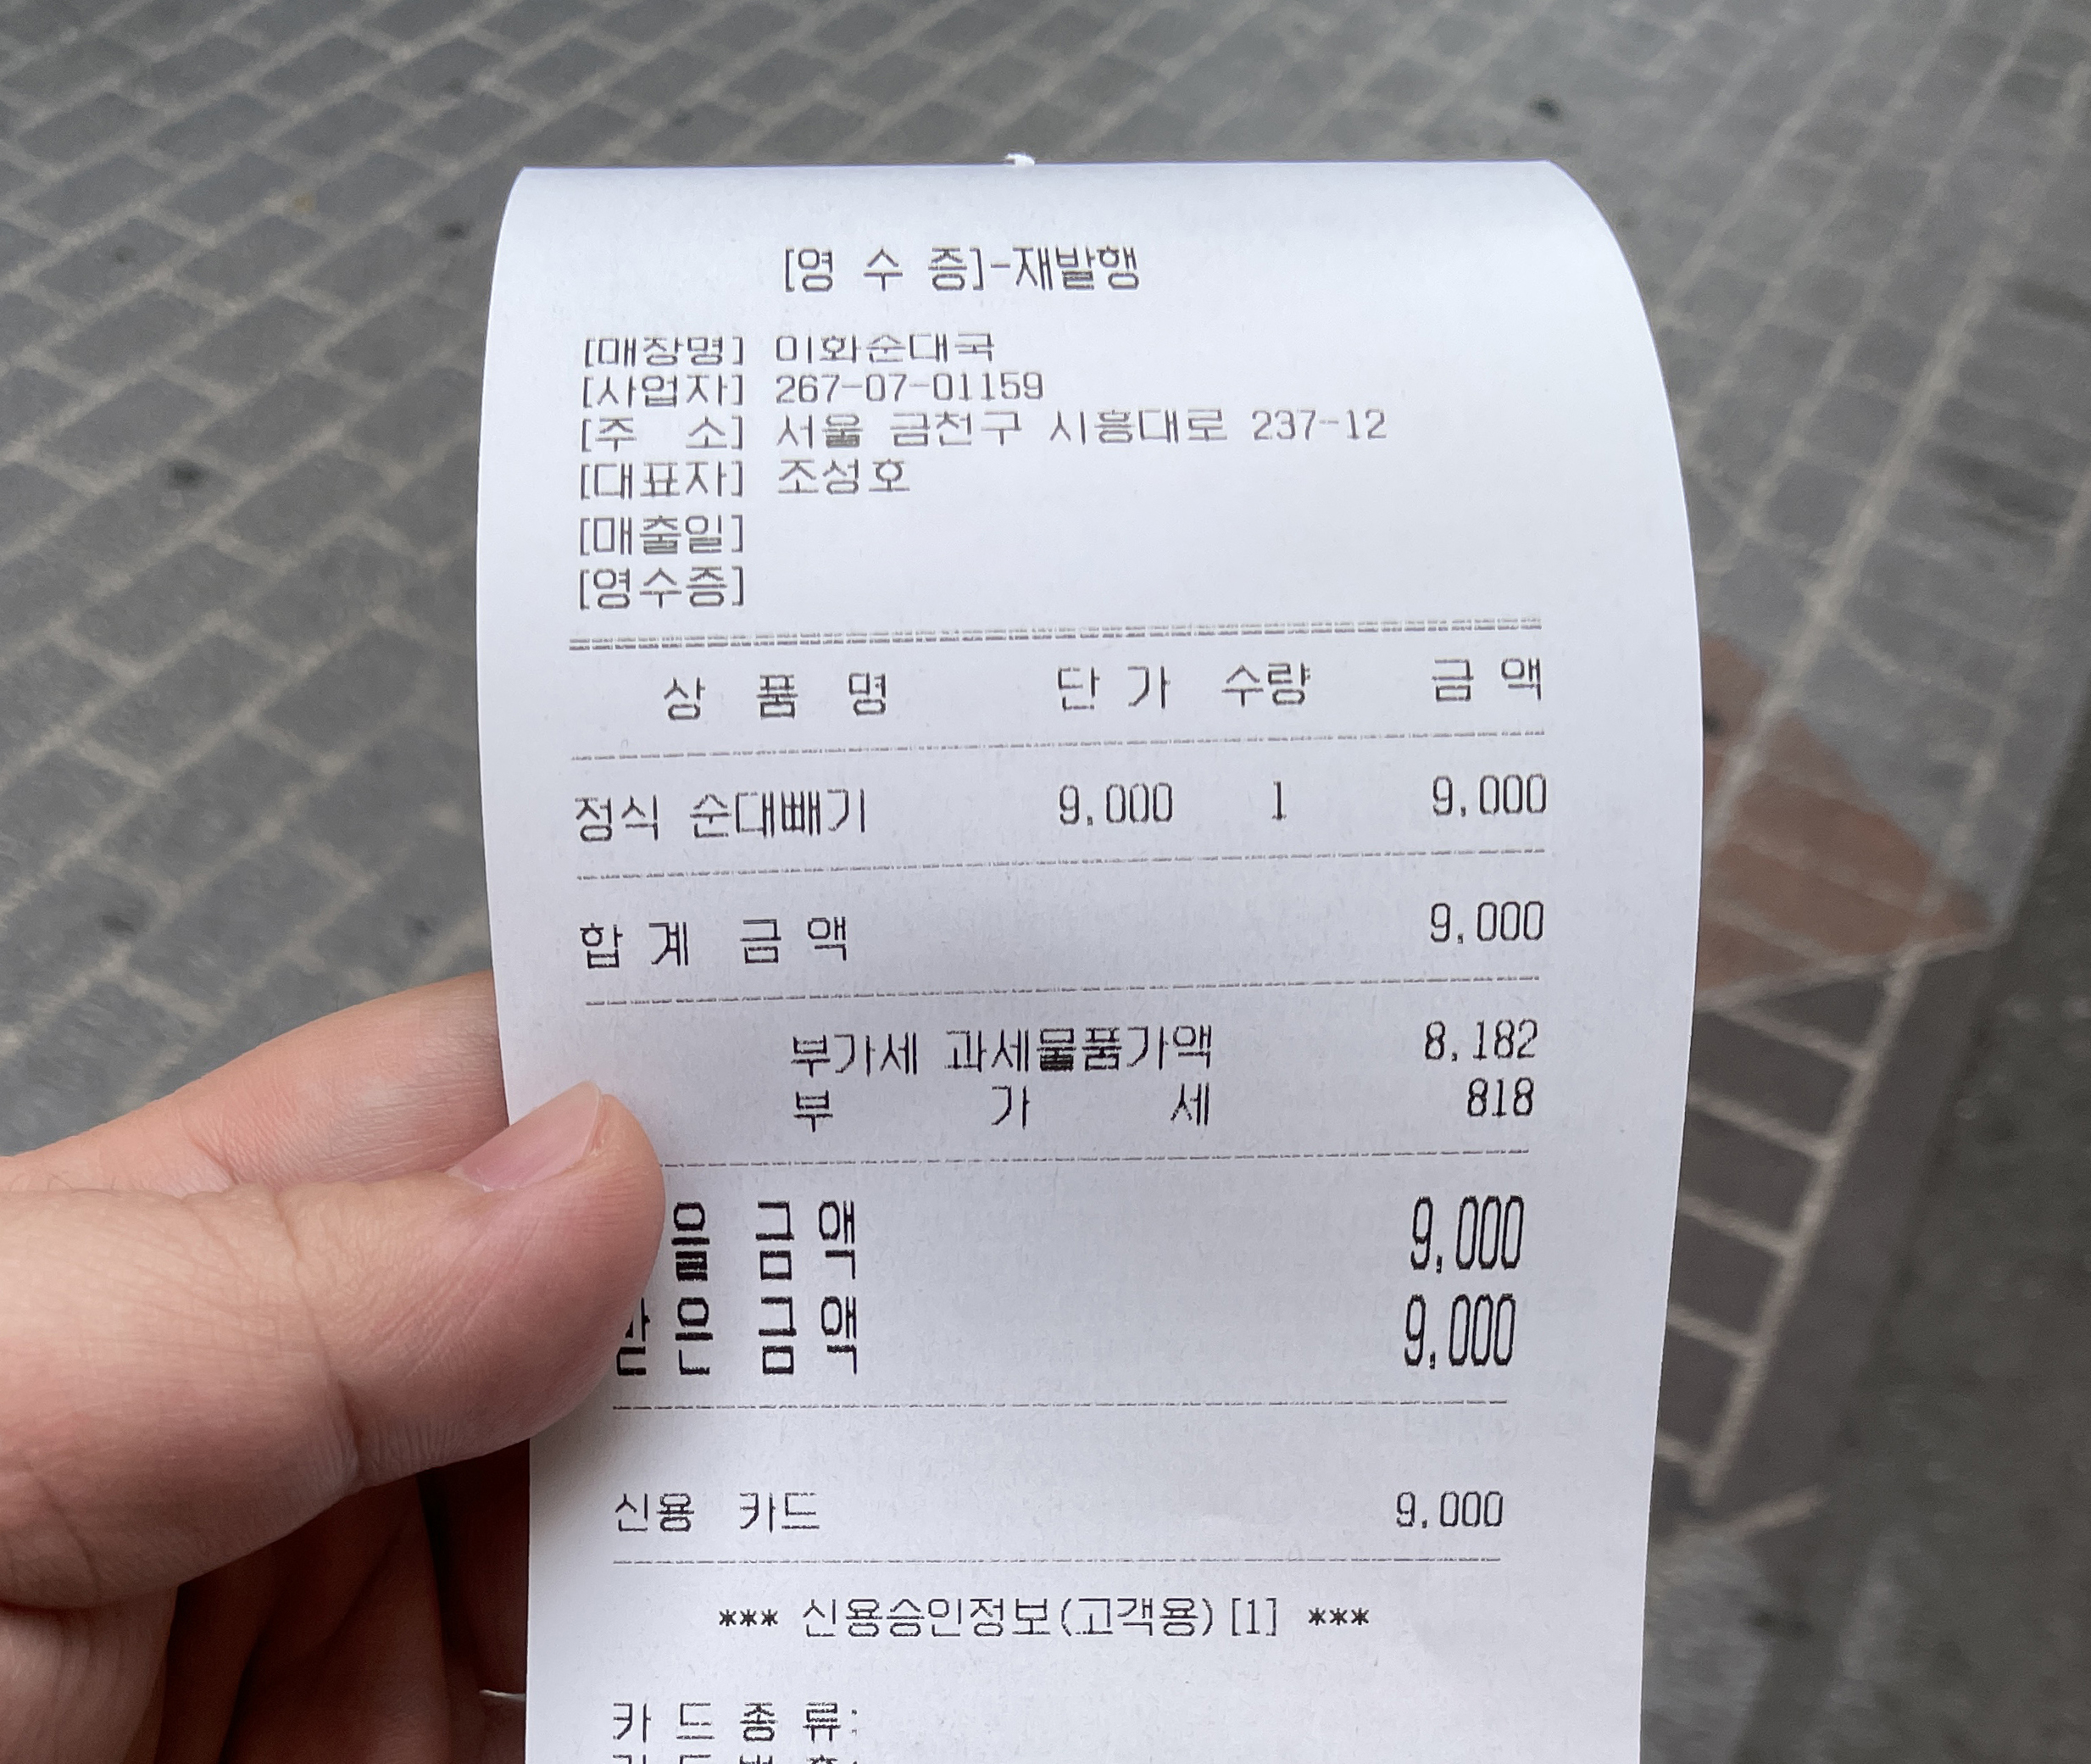 [영 수 증]-재발행
[매장명] 이화순대국
[사업자] 267-07-01159
[주 소] 서울 금천구 시흥대로 237-12
[대표자] 조성호
[매출일]
[영수증]
상 품 명 단 가 수량 금 액
정식 순대빼기 9,000 1 9,000
합 계 금 액 9,000
부가세 과세물품가액 8,182
부 가 세 818
을 금 액 9,000
받 은 금 액 9,000
신용 카드 9,000
*** 신용승인정보(고객용) [1] ***
카 드 종 류: